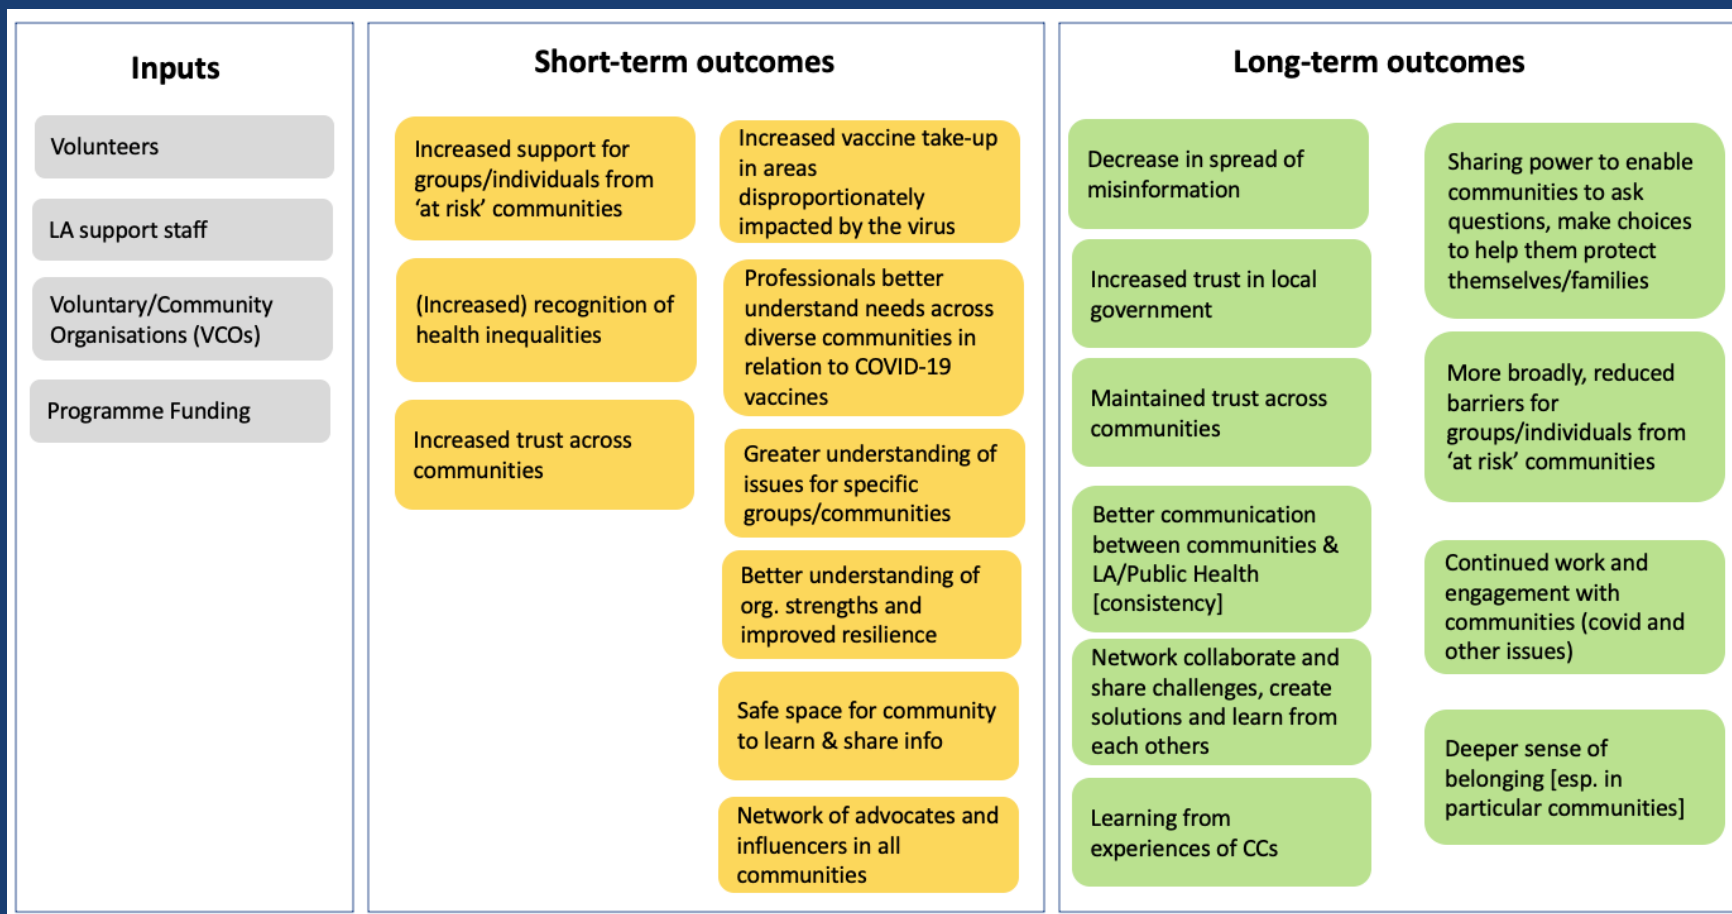 Inputs
Volunteers
LA support staff
Voluntary/Community
Organisations (VCOs)
Programme Funding
Short-term outcomes
Increased support for
groups/individuals from
‘at risk’ communities
(Increased) recognition of
health inequalities
Increased trust across
communities
Increased vaccine take-up
in areas
disproportionately
impacted by the virus
Professionals better
understand needs across
diverse communities in
relation to COVID-19
vaccines
Greater understanding of
issues for specific
groups/communities
Better understanding of
org. strengths and
improved resilience
Safe space for community
to learn & share info
Network of advocates and
influencers in all
communities
Long-term outcomes
Decrease in spread of
misinformation
Increased trust in local
government
Maintained trust across
communities
Better communication
between communities &
LA/Public Health
[consistency]
Network collaborate and
share challenges, create
solutions and learn from
each others
Learning from
experiences of CCs
Sharing power to enable
communities to ask
questions, make choices
to help them protect
themselves/families
More broadly, reduced
barriers for
groups/individuals from
‘at risk’ communities
Continued work and
engagement with
communities (covid and
other issues)
Deeper sense of
belonging [esp. in
particular communities]